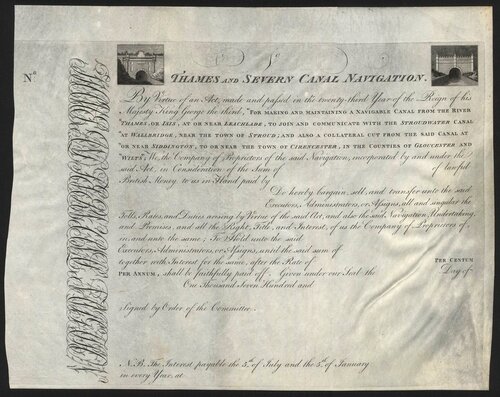 No.
THAMES AND SEVERN CANAL NAVIGATION.
By Virtue of an Act, made and passed in the twenty-third Year of the Reign of his
Majesty King George the third, "FOR MAKING AND MAINTAINING A NAVIGABLE CANAL FROM THE RIVER
THAMES, OR ISIS, AT OR NEAR LEACHLADE, TO JOIN AND COMMUNICATE WITH THE STROUDWATER CANAL
"AT WALLBRIDGE, NEAR THE TOWN OF STROUD; AND ALSO A COLLATERAL CUT FROM THE SAID CANAL AT
"OR NEAR SIDDINGTON, TO OR NEAR THE TOWN OF CIRENCESTER, IN THE COUNTIES OF GLOUCESTER AND
"WILTS", We, the Company of Proprietors of the said Navigation, incorporated by and under the
said Act, in Consideration of the Sum of of lawful
British Money, to us in Hand paid by
Do hereby bargain, sell, and transfer unto the said
Executors, Administrators, or Assigns, all and singular the
Tolls, Rates, and Duties arising by Virtue of the said Act, and also the said Navigation, Undertaking,
and Premises, and all the Right, Title, and Interest, of us the Company of Proprietors of,
in, and unto the same; To Hold unto the said
Executors, Administrators, or Assigns, until the said sum of
together with Interest for the same, after the Rate of PER CENTUM
PER ANNUM, shall be faithfully paid off. Given under our Seal the Day of
One Thousand Seven Hundred and
Signed by Order of the Committee.
N.B. The Interest payable the 5th. of July and the 5th. of January
in every Year, at